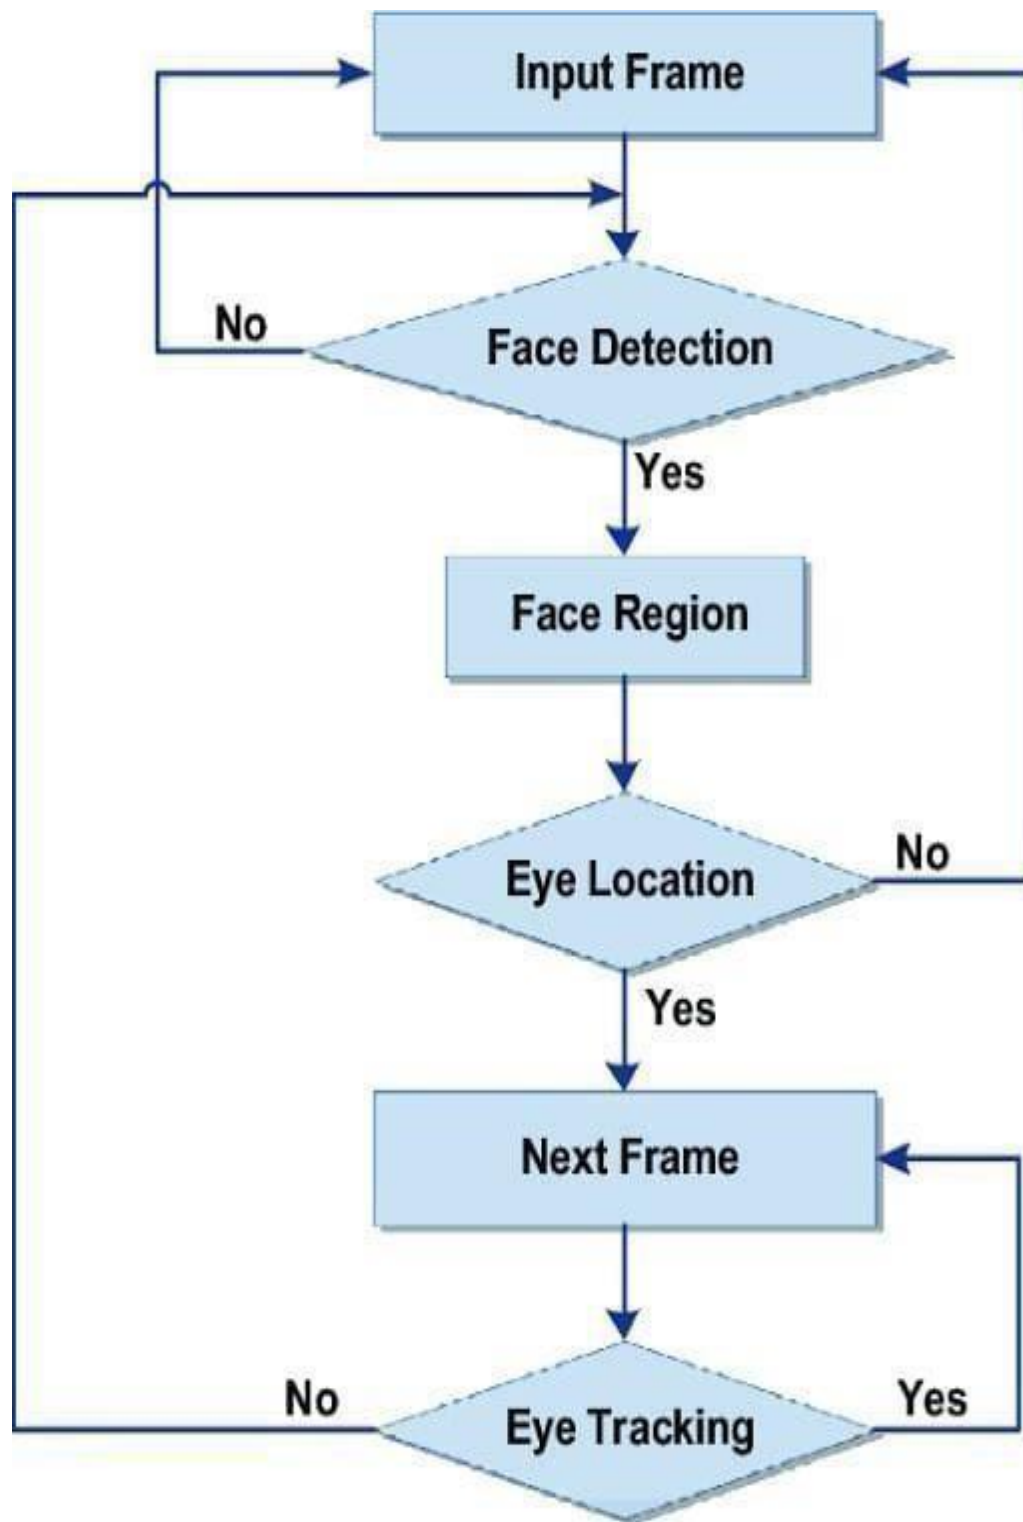 Input Frame
No
Face Detection
Yes
Face Region
Eye Location
No
Yes
Next Frame
No
Eye Tracking
Yes